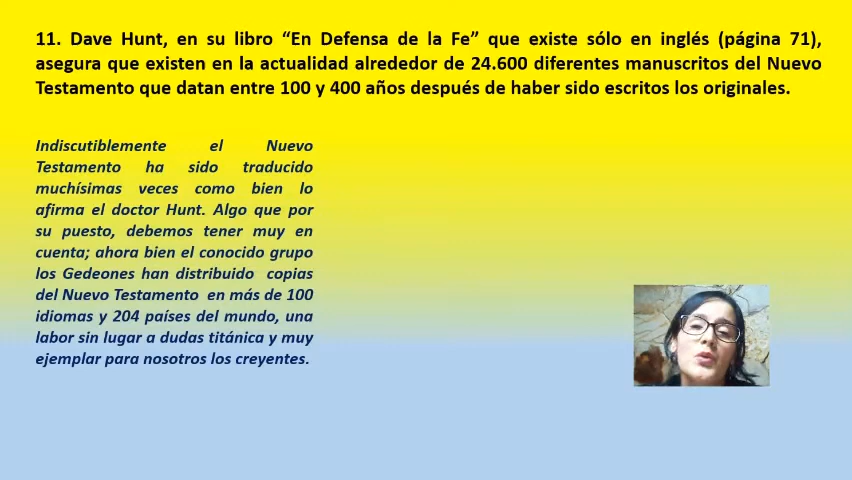 11. Dave Hunt, en su libro “En Defensa de la Fe” que existe sólo en inglés (página 71),
asegura que existen en la actualidad alrededor de 24.600 diferentes manuscritos del Nuevo
Testamento que datan entre 100 y 400 años después de haber sido escritos los originales.
Indiscutiblemente el Nuevo
Testamento ha sido traducido
muchísimas veces como bien lo
afirma el doctor Hunt. Algo que por
su puesto, debemos tener muy en
cuenta; ahora bien el conocido grupo
los Gedeones han distribuido copias
del Nuevo Testamento en más de 100
idiomas y 204 países del mundo, una
labor sin lugar a dudas titánica y muy
ejemplar para nosotros los creyentes.